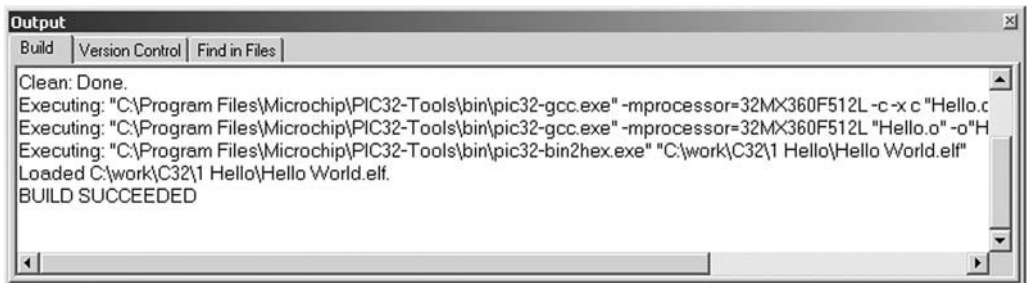 Output
Build Version Control Find in Files
Clean: Done.
Executing: "C:\Program Files\Microchip\PIC32-Tools\bin\pic32-gcc.exe" -mprocessor=32MX360F512L -c -x c "Hello.c
Executing: "C:\Program Files\Microchip\PIC32-Tools\bin\pic32-gcc.exe" -mprocessor=32MX360F512L "Hello.o" -o"H
Executing: "C:\Program Files\Microchip\PIC32-Tools\bin\pic32-bin2hex.exe" "C:\work\C32\1 Hello\Hello World.elf"
Loaded C:\work\C32\1 Hello\Hello World.elf.
BUILD SUCCEEDED